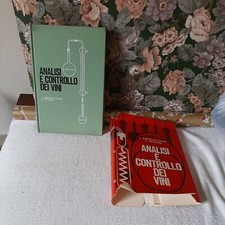 ANALISI
E CONTROLLO
DEI VINI
ANALISI
E
CONTROLLO
DEI
VINI